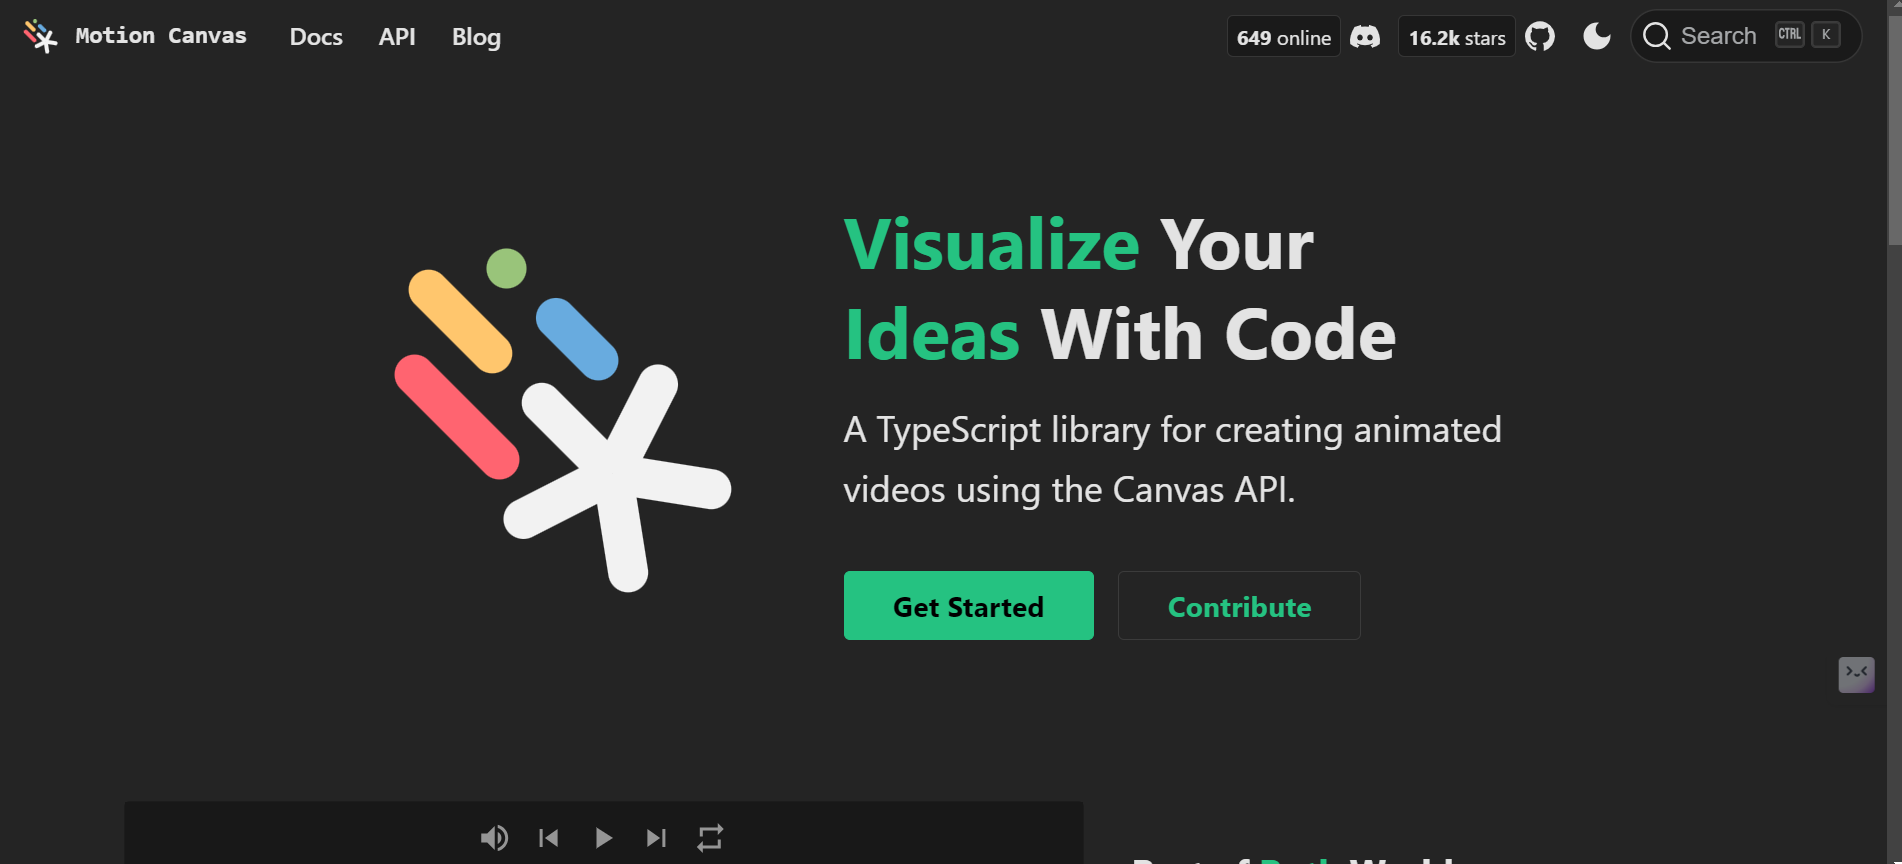 Motion Canvas Docs API Blog 649 online 16.2k stars Search CTRL K
Visualize Your
Ideas With Code
A TypeScript library for creating animated
videos using the Canvas API.
Get Started Contribute